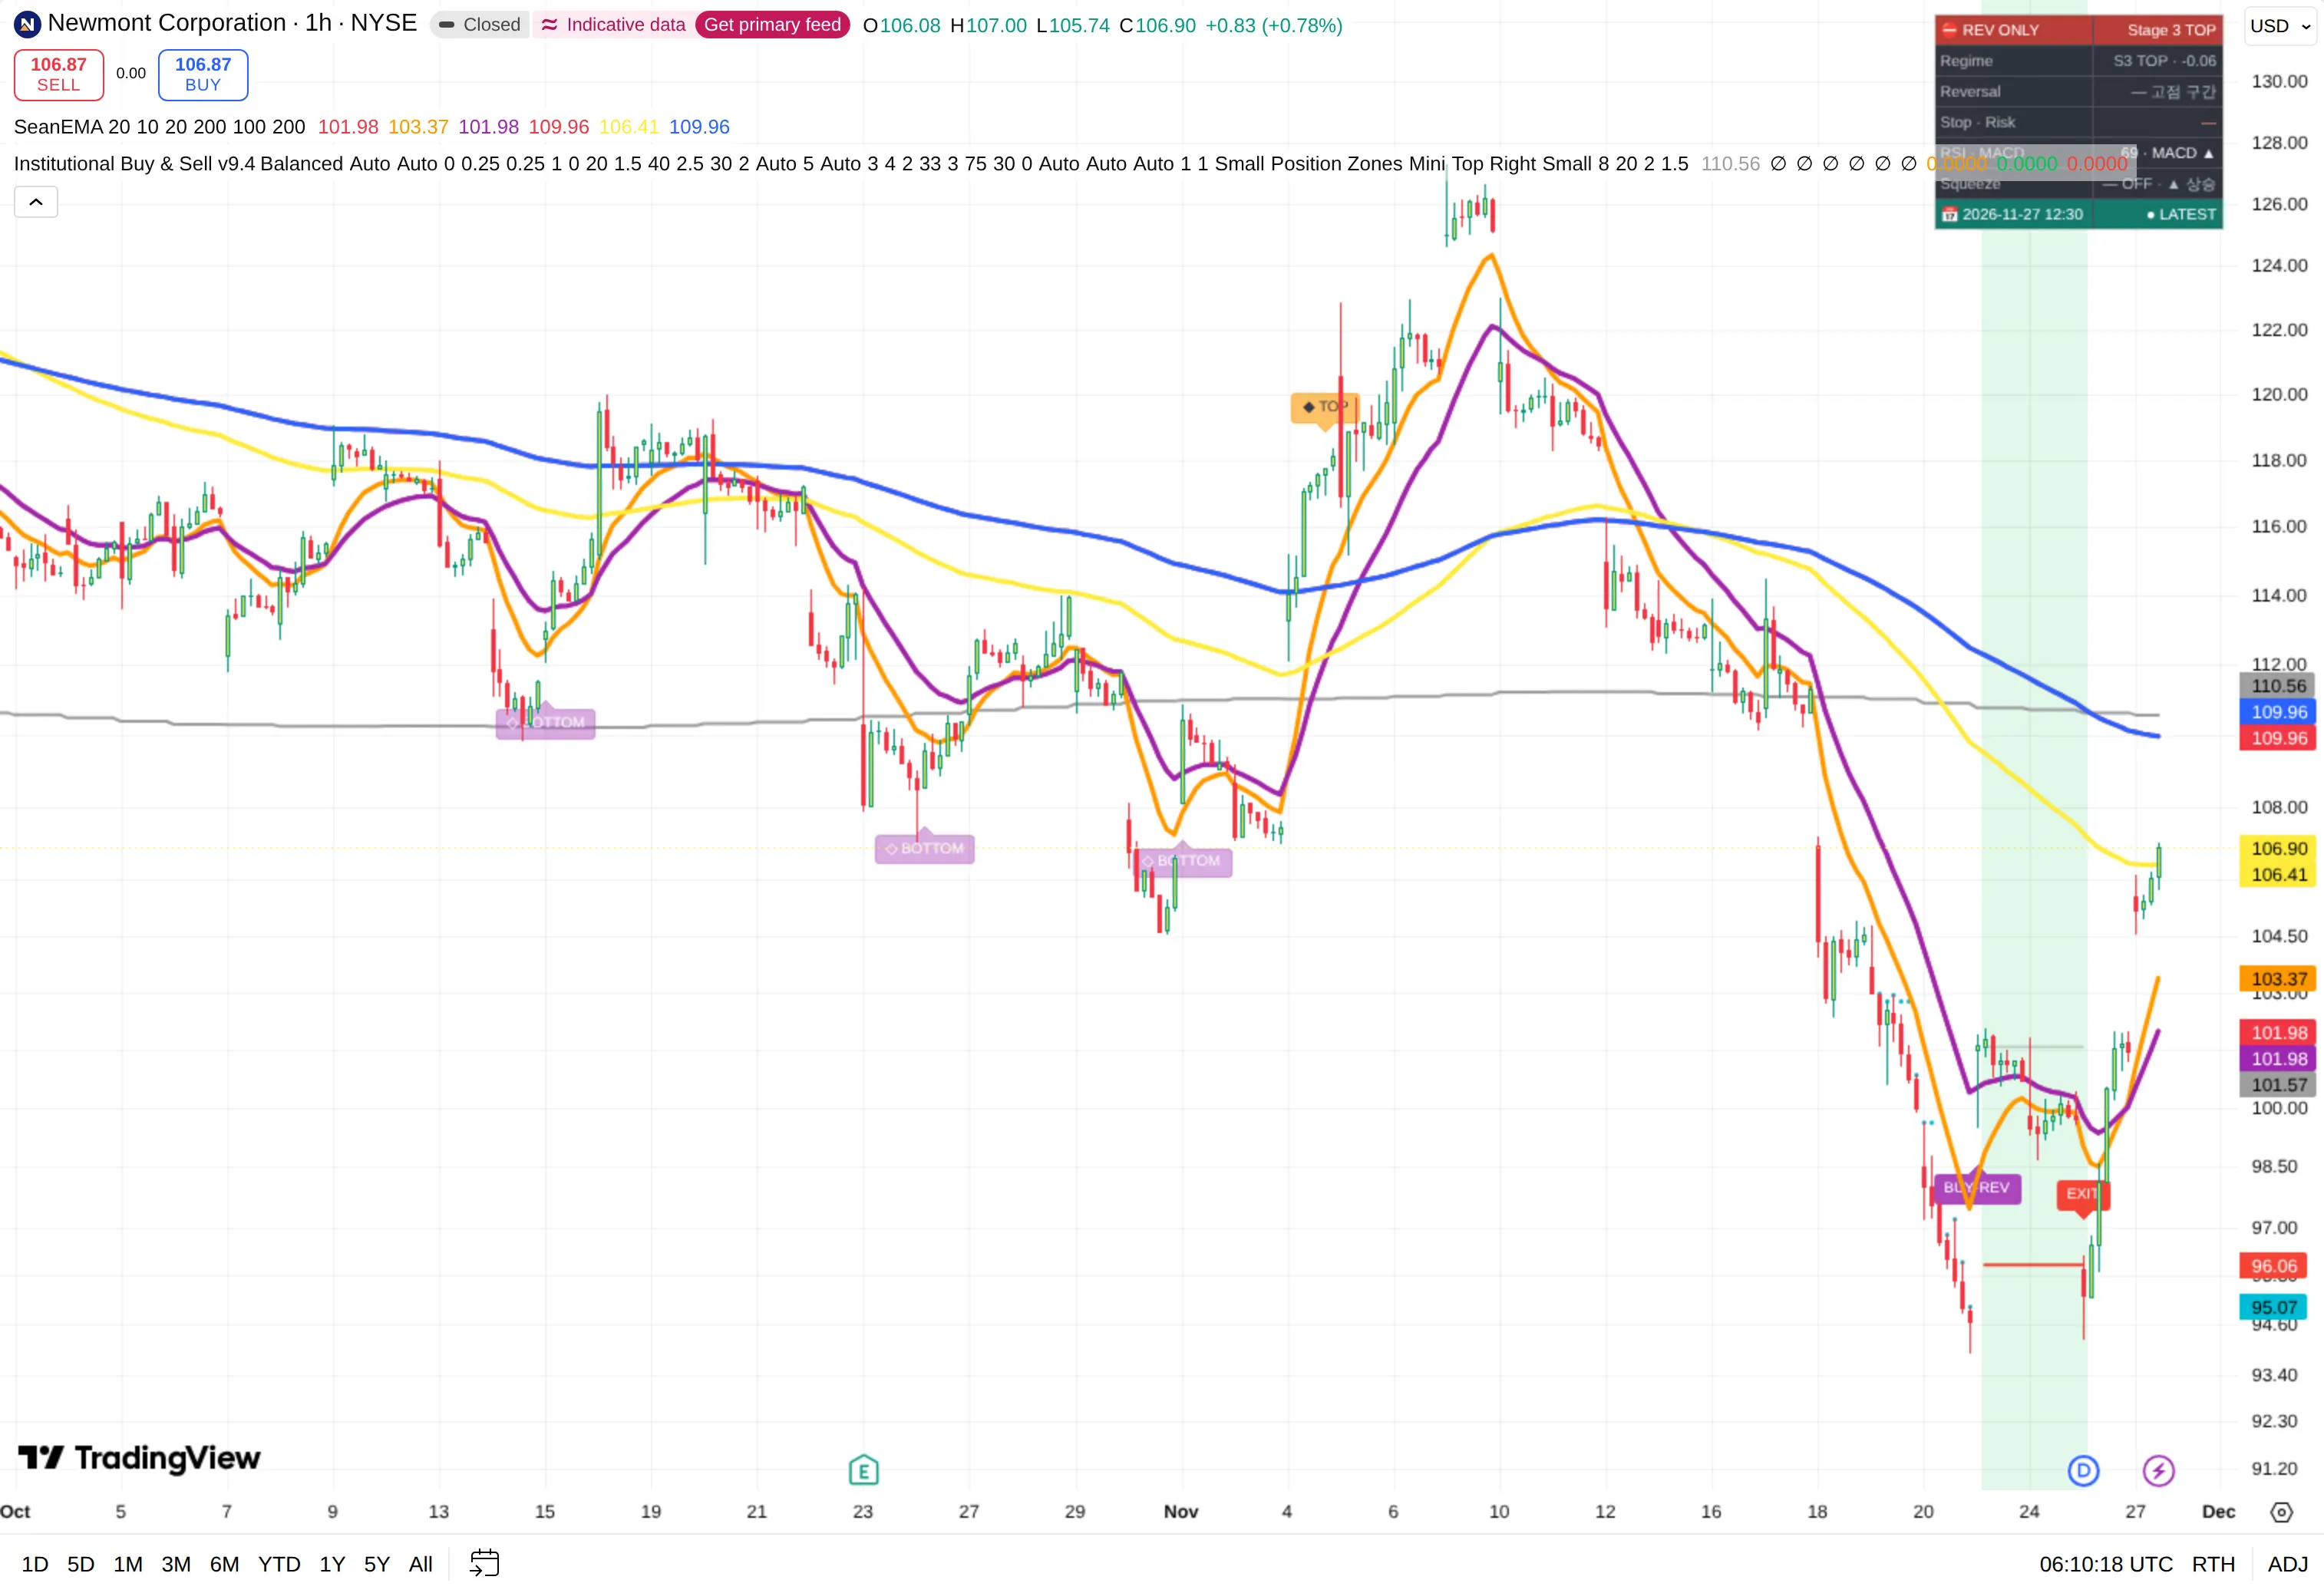 Newmont Corporation · 1h · NYSE Closed ≈ Indicative data Get primary feed O106.08 H107.00 L105.74 C106.90 +0.83 (+0.78%)
106.87 SELL 0.00 106.87 BUY
SeanEMA 20 10 20 200 100 200 101.98 103.37 101.98 109.96 106.41 109.96
Institutional Buy & Sell v9.4 Balanced Auto Auto 0 0.25 0.25 1 0 20 1.5 40 2.5 30 2 Auto 5 Auto 3 4 2 33 3 75 30 0 Auto Auto Auto 1 1 Small Position Zones Mini Top Right Small 8 20 2 1.5 110.56 ∅ ∅ ∅ ∅ ∅ ∅ 0.0000 0.0000 0.0000
REV ONLY Stage 3 TOP
Regime S3 TOP · -0.06
Reversal — 고점 구간
Stop · Risk —
RSI · MACD 69 · MACD ▲
Squeeze — OFF · ▲ 상승
2026-11-27 12:30 ● LATEST
USD
130.00
128.00
126.00
124.00
122.00
120.00
118.00
116.00
114.00
112.00
110.56
109.96
109.96
108.00
106.90
106.41
104.50
103.37
103.00
101.98
101.98
101.57
100.00
98.50
97.00
96.06
95.07
94.60
93.40
92.30
91.20
◆ TOP
◇ BOTTOM
◇ BOTTOM
◇ BOTTOM
BUY REV
EXIT
TradingView
E
D
Oct 5 7 9 13 15 19 21 23 27 29 Nov 4 6 10 12 16 18 20 24 27 Dec
1D 5D 1M 3M 6M YTD 1Y 5Y All 06:10:18 UTC RTH ADJ